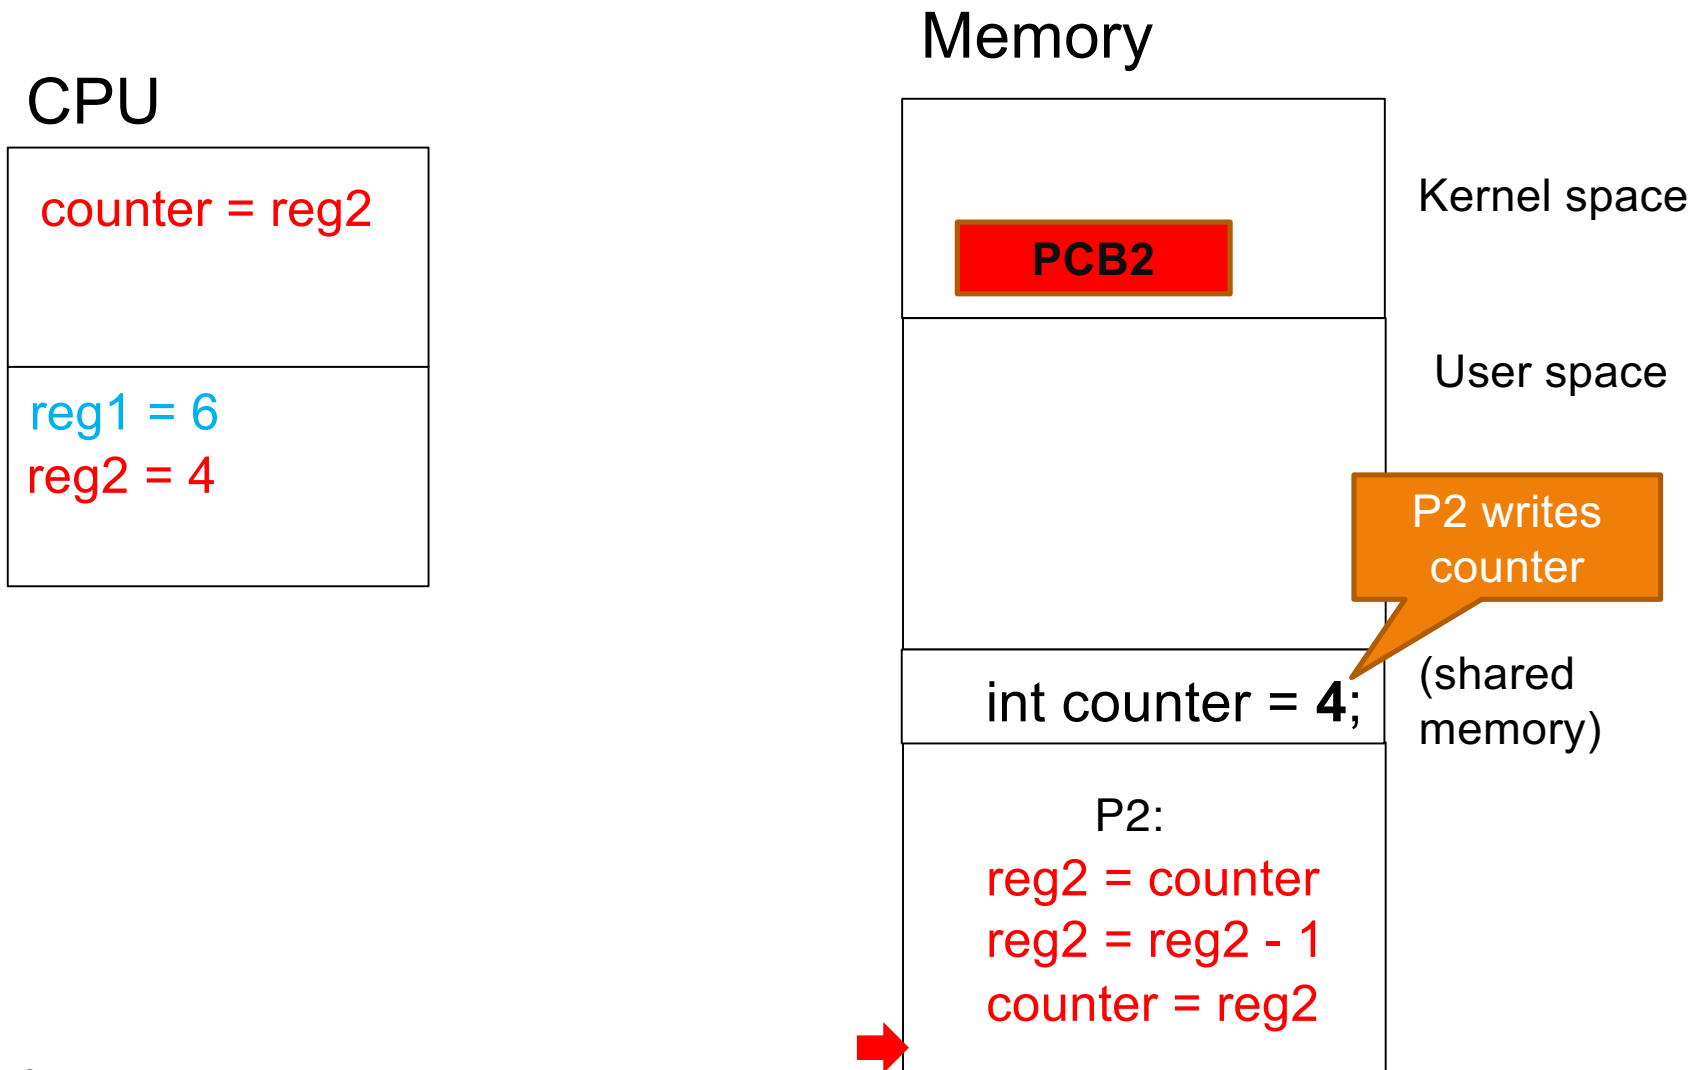 Memory
CPU
counter = reg2
Kernel space
PCB2
User space
reg1 = 6
reg2 = 4
P2 writes
counter
int counter = 4;
(shared
memory)
P2:
reg2 = counter
reg2 = reg2 - 1
counter = reg2